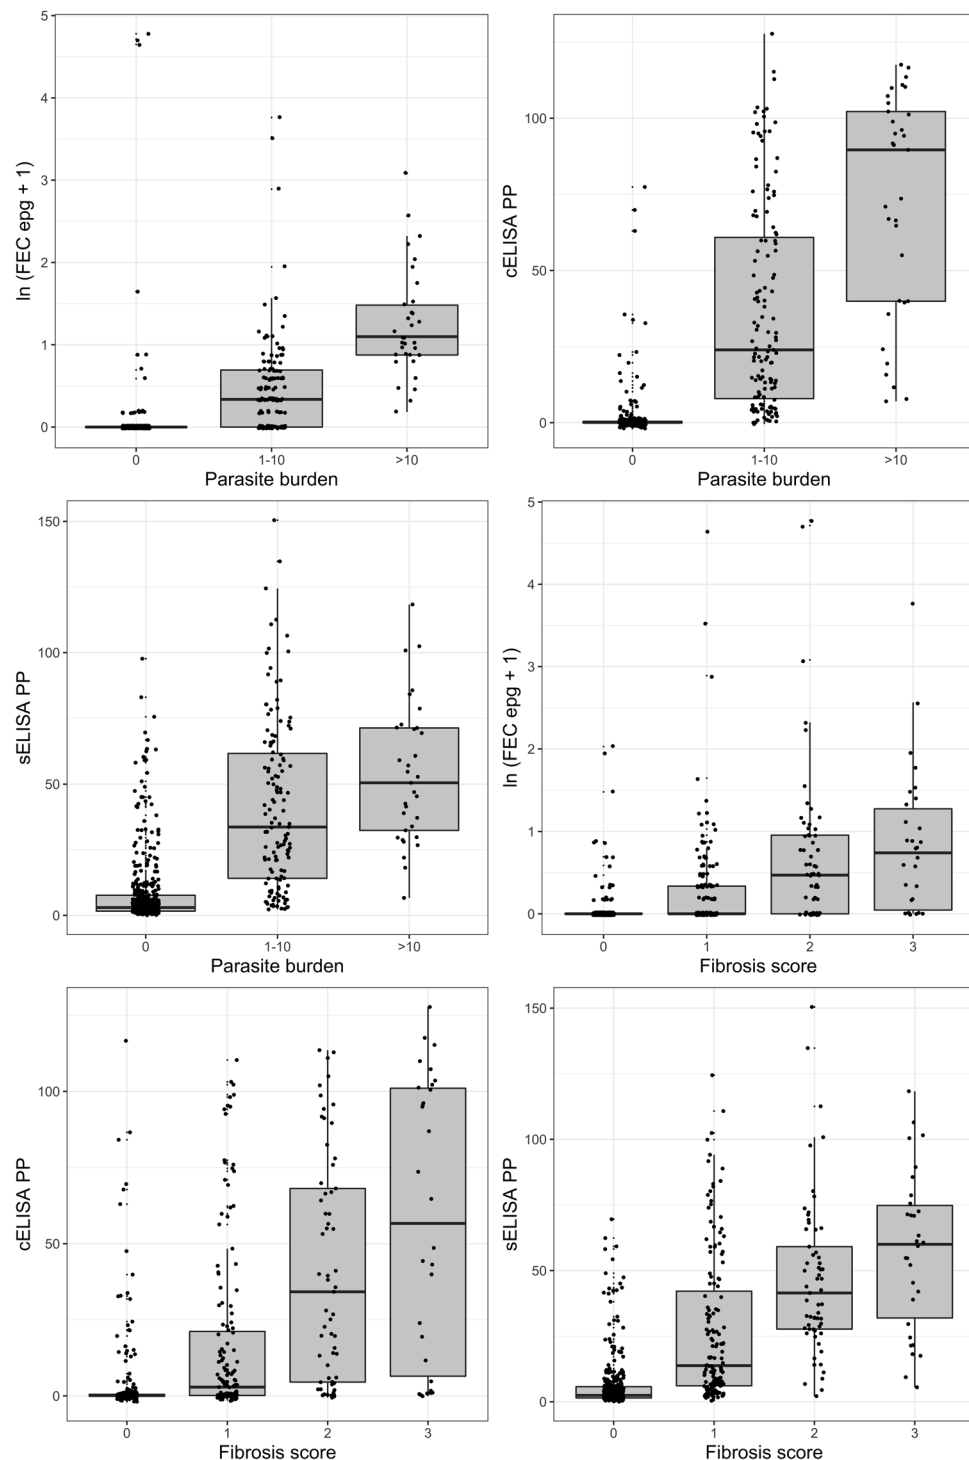 5
4
3
2
1
0
ln (FEC epg + 1)
0 1-10 >10
Parasite burden
100
50
0
cELISA PP
0 1-10 >10
Parasite burden
150
100
50
0
sELISA PP
0 1-10 >10
Parasite burden
5
4
3
2
1
0
ln (FEC epg + 1)
0 1 2 3
Fibrosis score
100
50
0
cELISA PP
0 1 2 3
Fibrosis score
150
100
50
0
sELISA PP
0 1 2 3
Fibrosis score